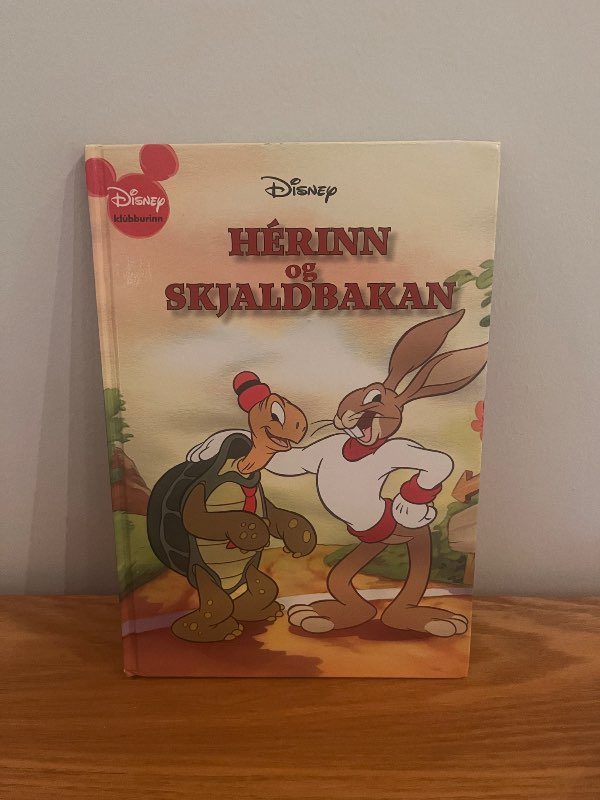 Disney
klúbburinn
Disney
HÉRINN
og
SKJALDBAKAN